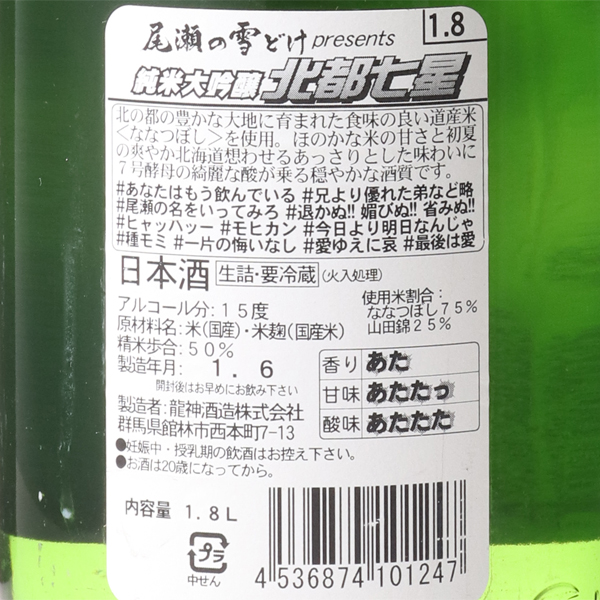 尾瀬の雪どけpresents
1.8
純米大吟醸 北都七星
北の都の豊かな大地に育まれた食味の良い道産米
＜ななつぼし＞を使用。ほのかな米の甘さと初夏
の爽やか北海道想わせるあっさりとした味わいに
7号酵母の綺麗な酸が乗る穏やかな酒質です。
#あなたはもう飲んでいる #兄より優れた弟など略
#尾瀬の名をいってみろ #退かぬ!! 媚びぬ!! 省みぬ!!
#ヒャッハッー #モヒカン #今日より明日なんじゃ
#種モミ #一片の悔いなし #愛ゆえに哀 #最後は愛
日本酒 生詰・要冷蔵 (火入処理)
アルコール分：15度
原材料名：米(国産)・米麹(国産米)
精米歩合：50%
製造年月： 1. 6
開封後はお早めにお飲み下さい
使用米割合：
ななつぼし75%
山田錦25%
香り あた
甘味 あたたっ
酸味 あたたた
製造者：龍神酒造株式会社
群馬県館林市西本町7-13
●妊娠中・授乳期の飲酒はお控え下さい。
●お酒は20歳になってから。
内容量 1.8L
プラ
中せん
4 536874 101247